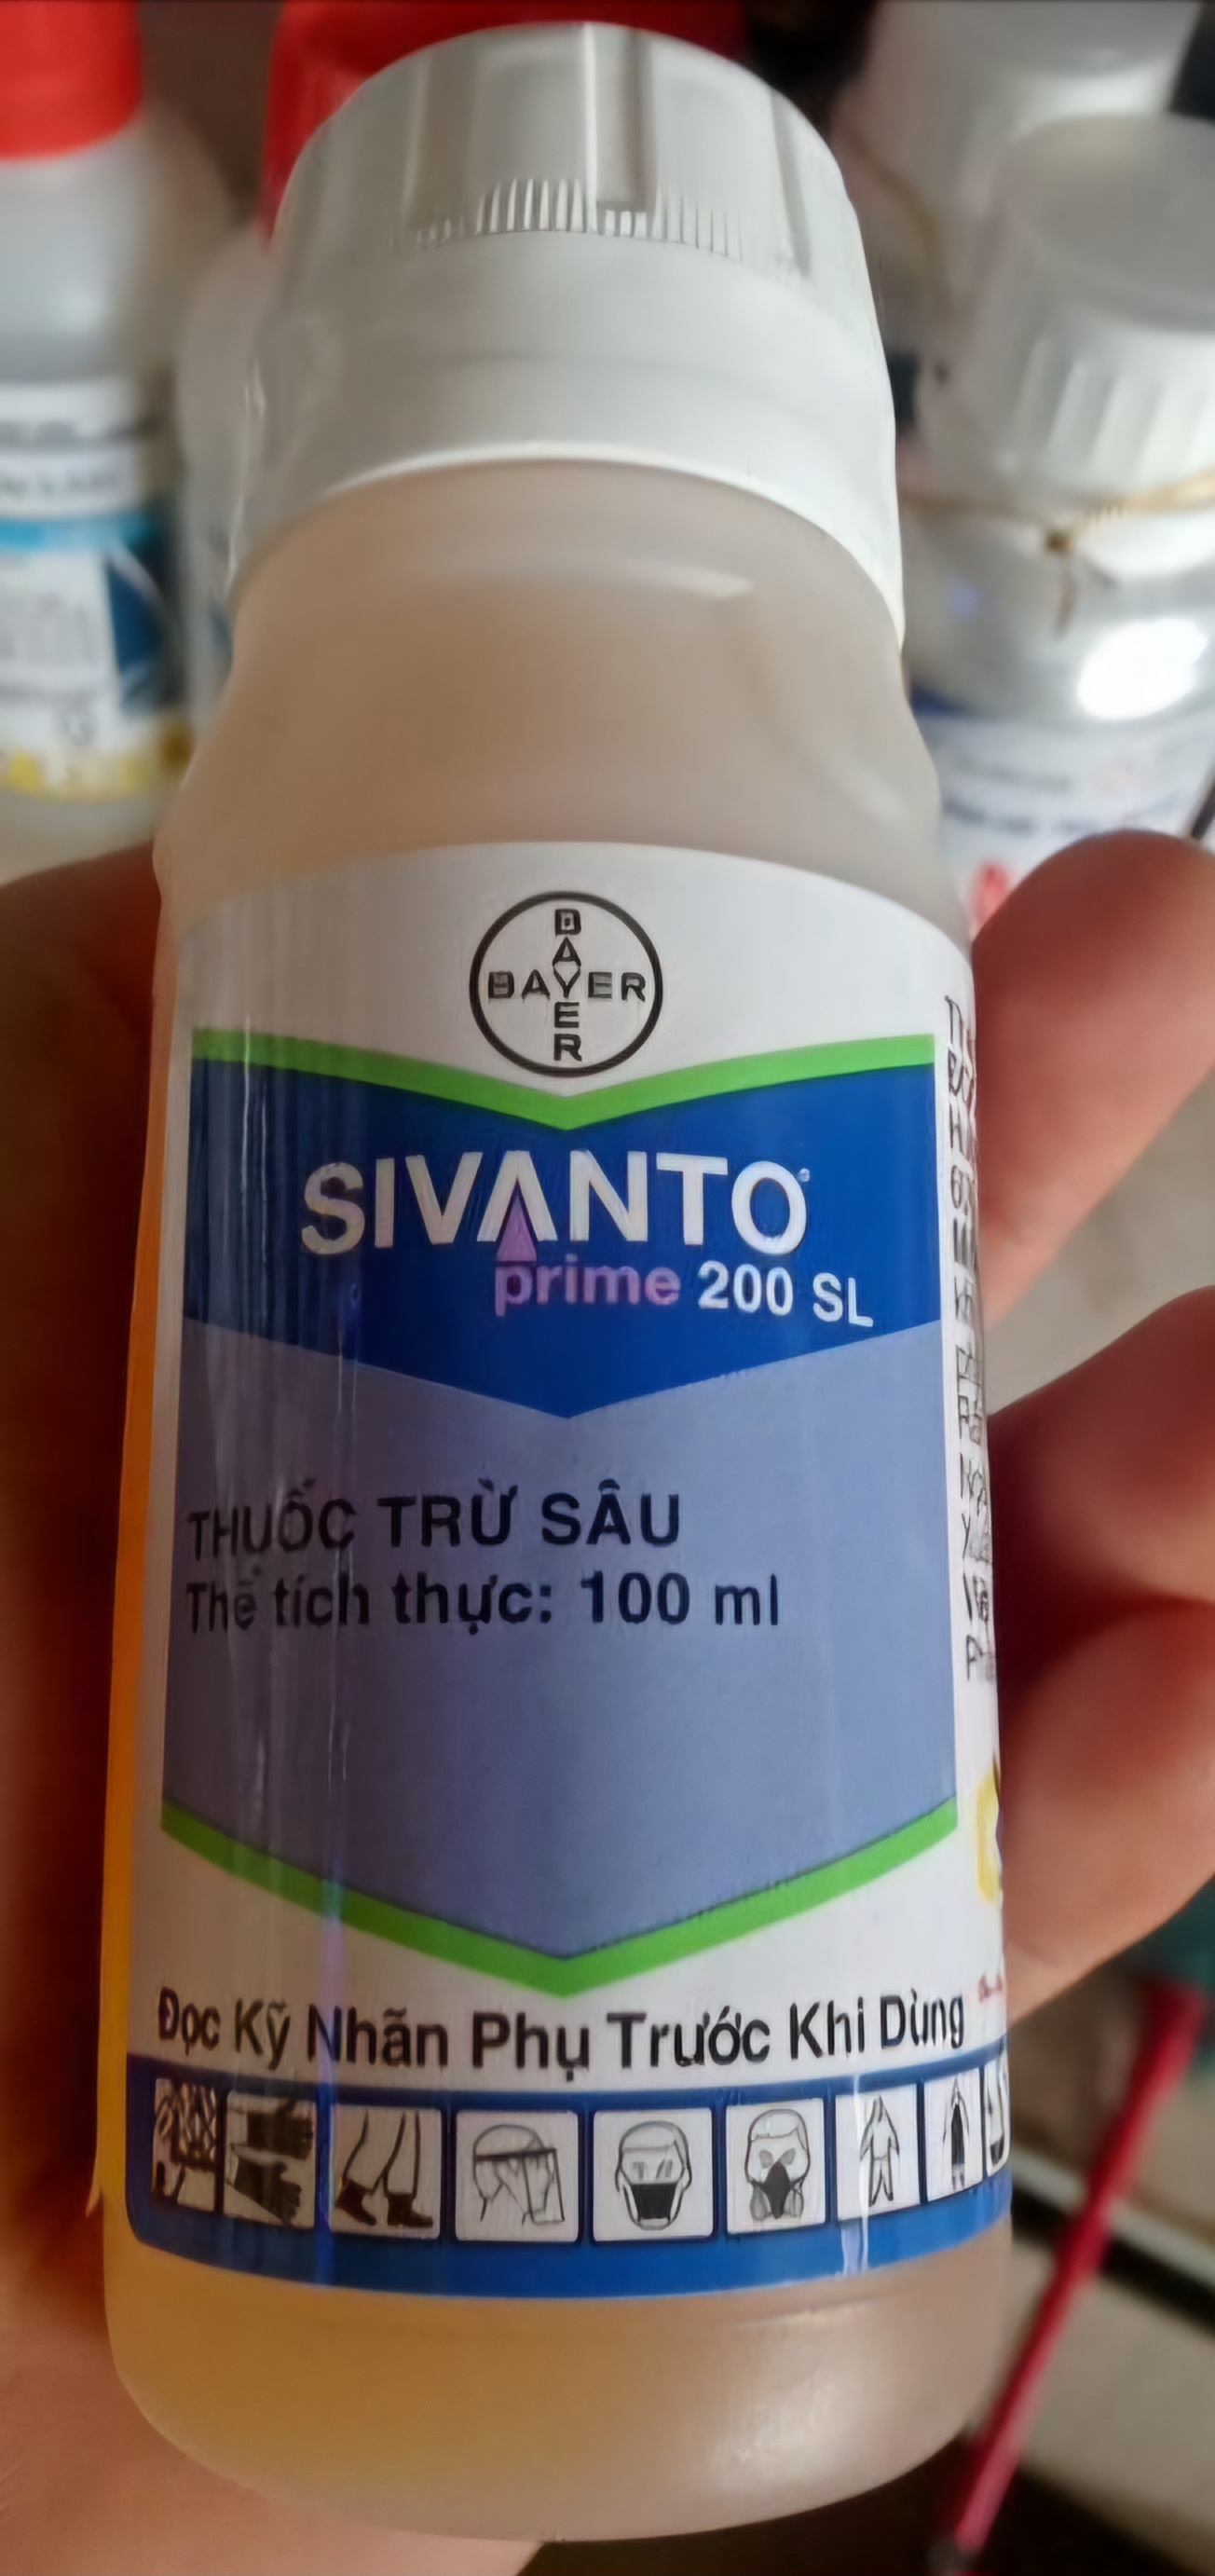 BAYER
BAYER
SIVANTO
prime 200 SL
THUỐC TRỪ SÂU
Thể tích thực: 100 ml
Đọc Kỹ Nhãn Phụ Trước Khi Dùng